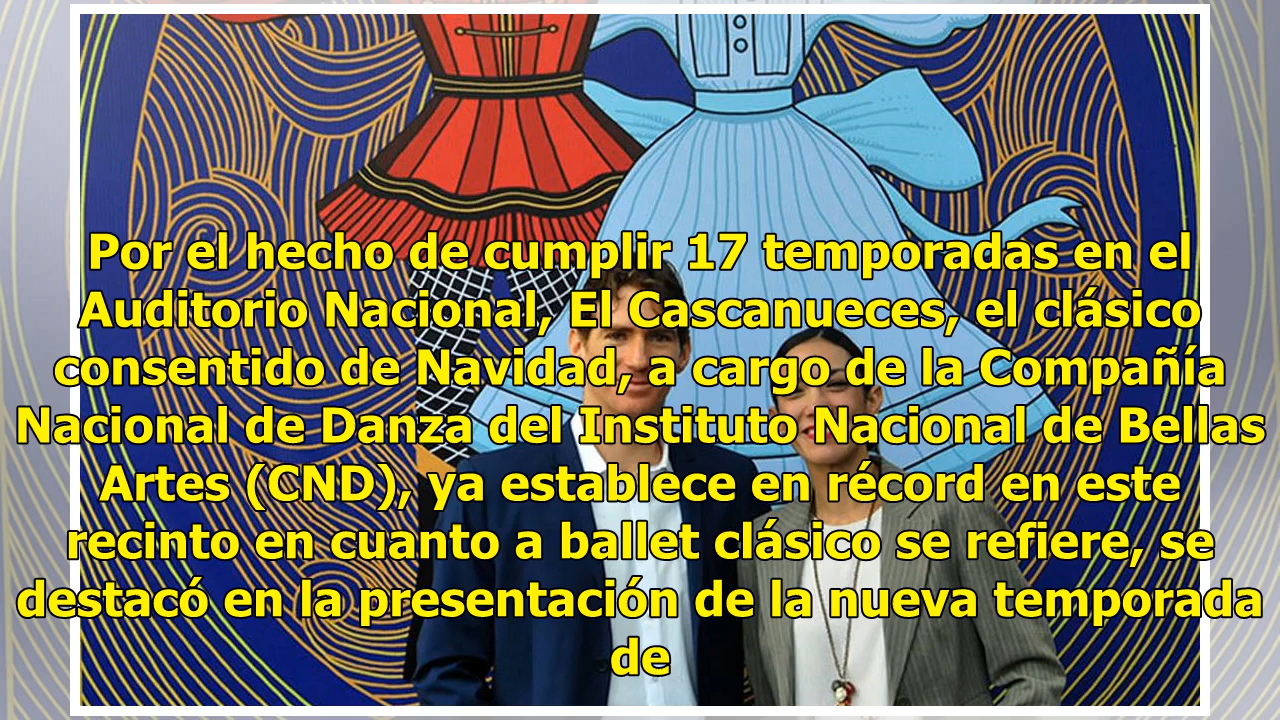 Por el hecho de cumplir 17 temporadas en el
Auditorio Nacional, El Cascanueces, el clásico
consentido de Navidad, a cargo de la Compañía
Nacional de Danza del Instituto Nacional de Bellas
Artes (CND), ya establece en récord en este
recinto en cuanto a ballet clásico se refiere, se
destacó en la presentación de la nueva temporada
de